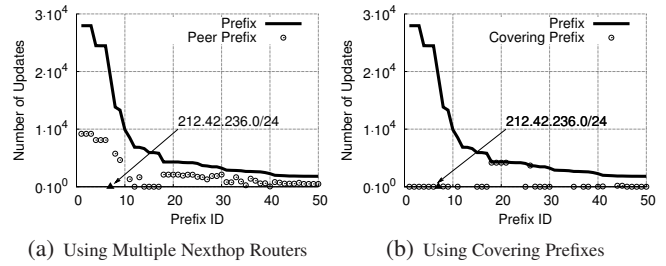 3·10⁴
2·10⁴
1·10⁴
0·10⁰
Number of Updates
Prefix
Peer Prefix
212.42.236.0/24
0 10 20 30 40 50
Prefix ID
(a) Using Multiple Nexthop Routers
3·10⁴
2·10⁴
1·10⁴
0·10⁰
Number of Updates
Prefix
Covering Prefix
212.42.236.0/24
0 10 20 30 40 50
Prefix ID
(b) Using Covering Prefixes